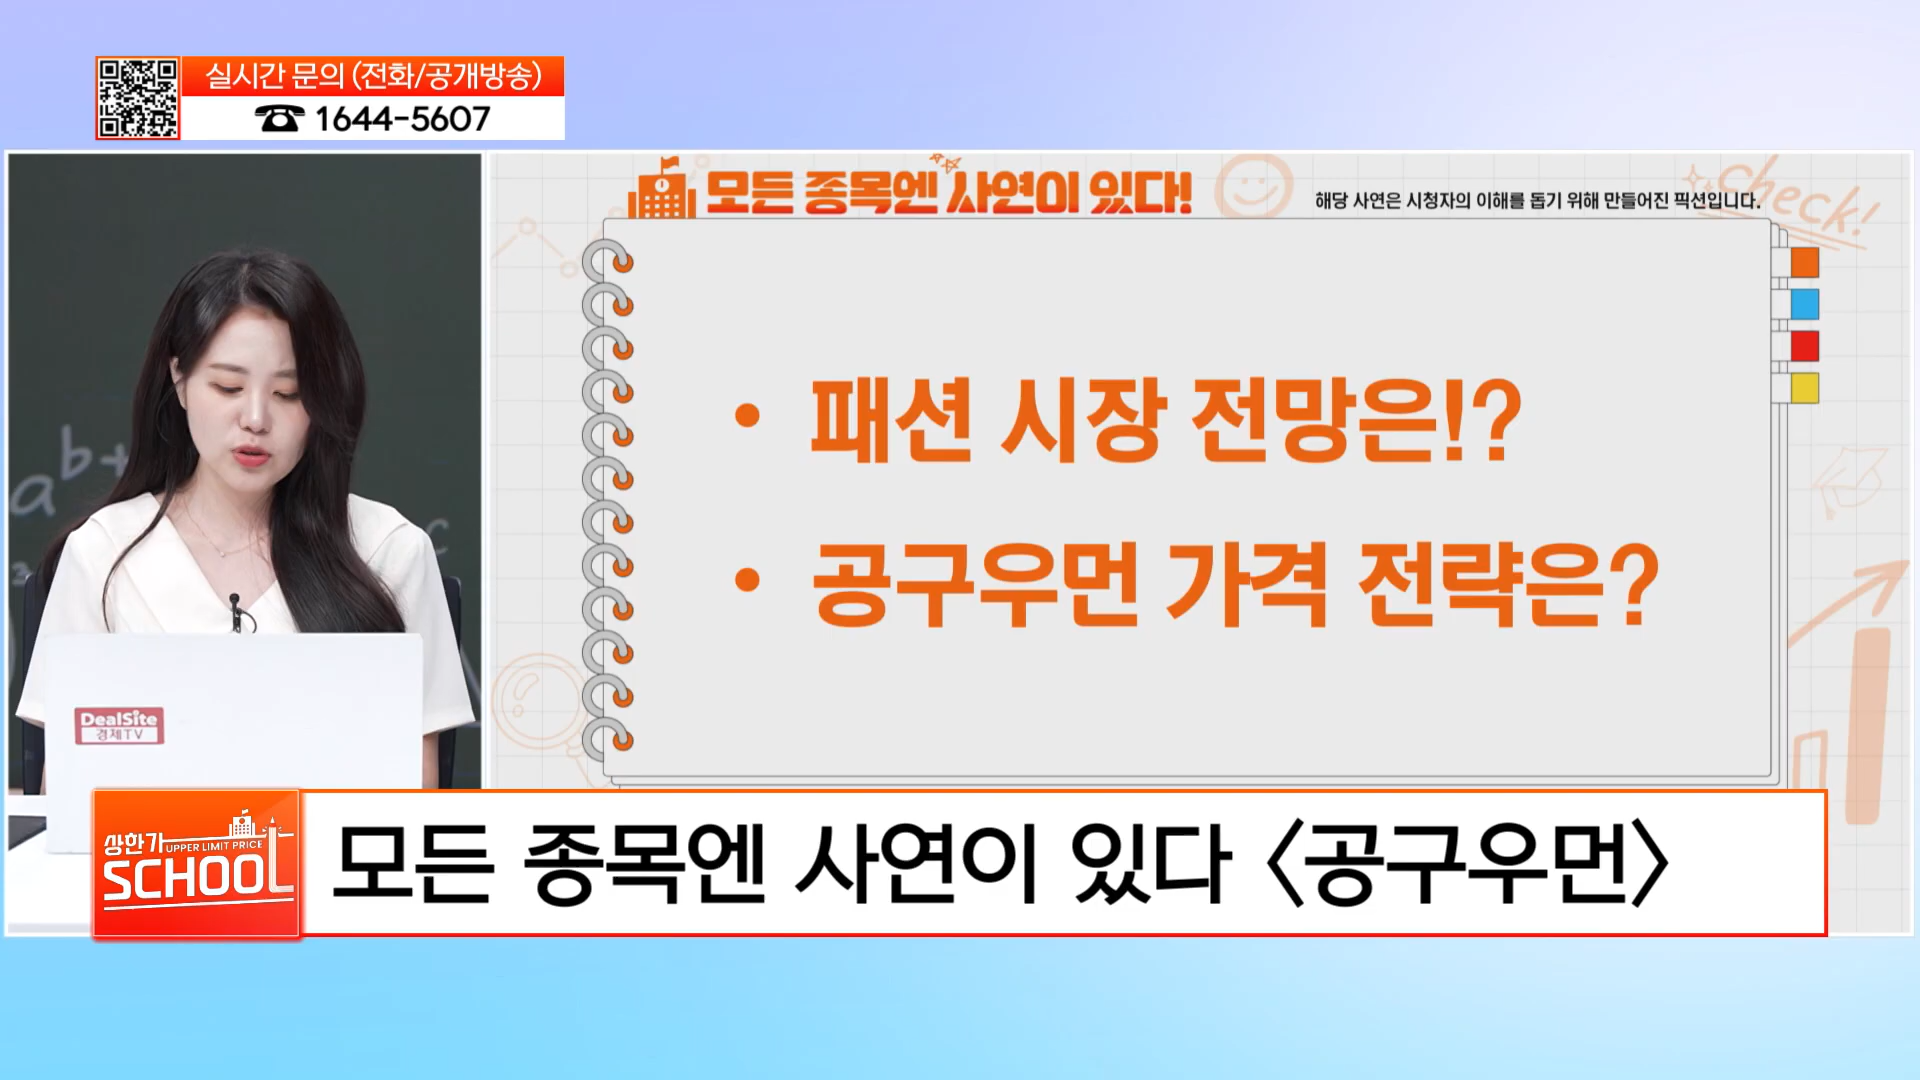 실시간 문의 (전화/공개방송)
☎ 1644-5607
모든 종목엔 사연이 있다!
해당 사연은 시청자의 이해를 돕기 위해 만들어진 픽션입니다.
check!
• 패션 시장 전망은!?
• 공구우먼 가격 전략은?
a b+
c
3
DealSite
경제TV
상한가 UPPER LIMIT PRICE
SCHOOL
모든 종목엔 사연이 있다 〈공구우먼〉